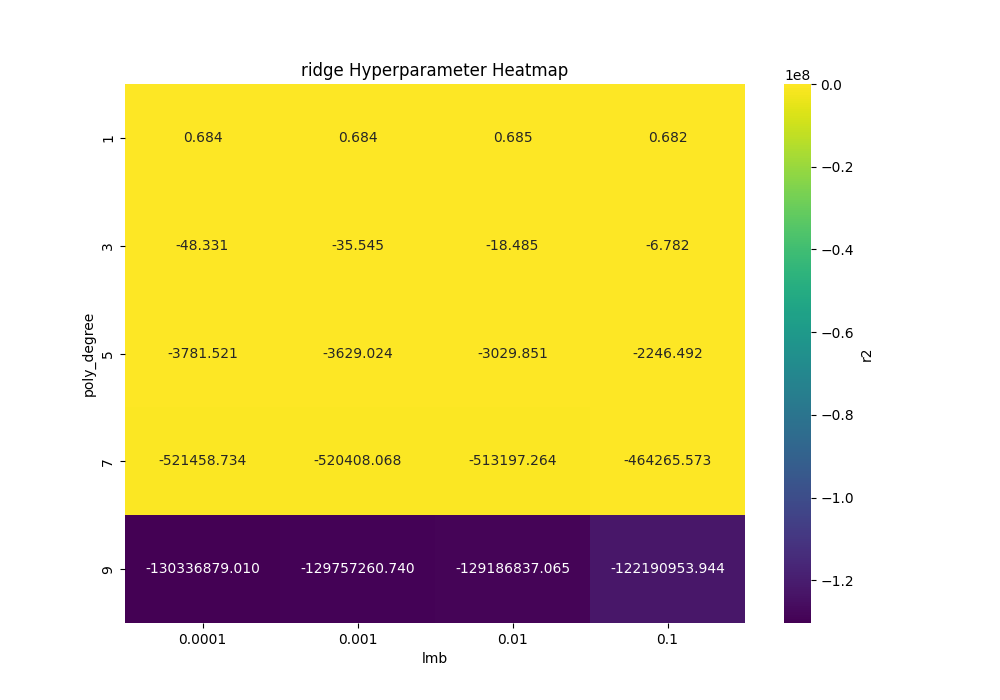 ridge Hyperparameter Heatmap
1e8
poly_degree
1
0.684 0.684 0.685 0.682
3
-48.331 -35.545 -18.485 -6.782
5
-3781.521 -3629.024 -3029.851 -2246.492
7
-521458.734 -520408.068 -513197.264 -464265.573
9
-130336879.010 -129757260.740 -129186837.065 -122190953.944
0.0001 0.001 0.01 0.1
lmb
0.0
−0.2
−0.4
−0.6
−0.8
−1.0
−1.2
r2